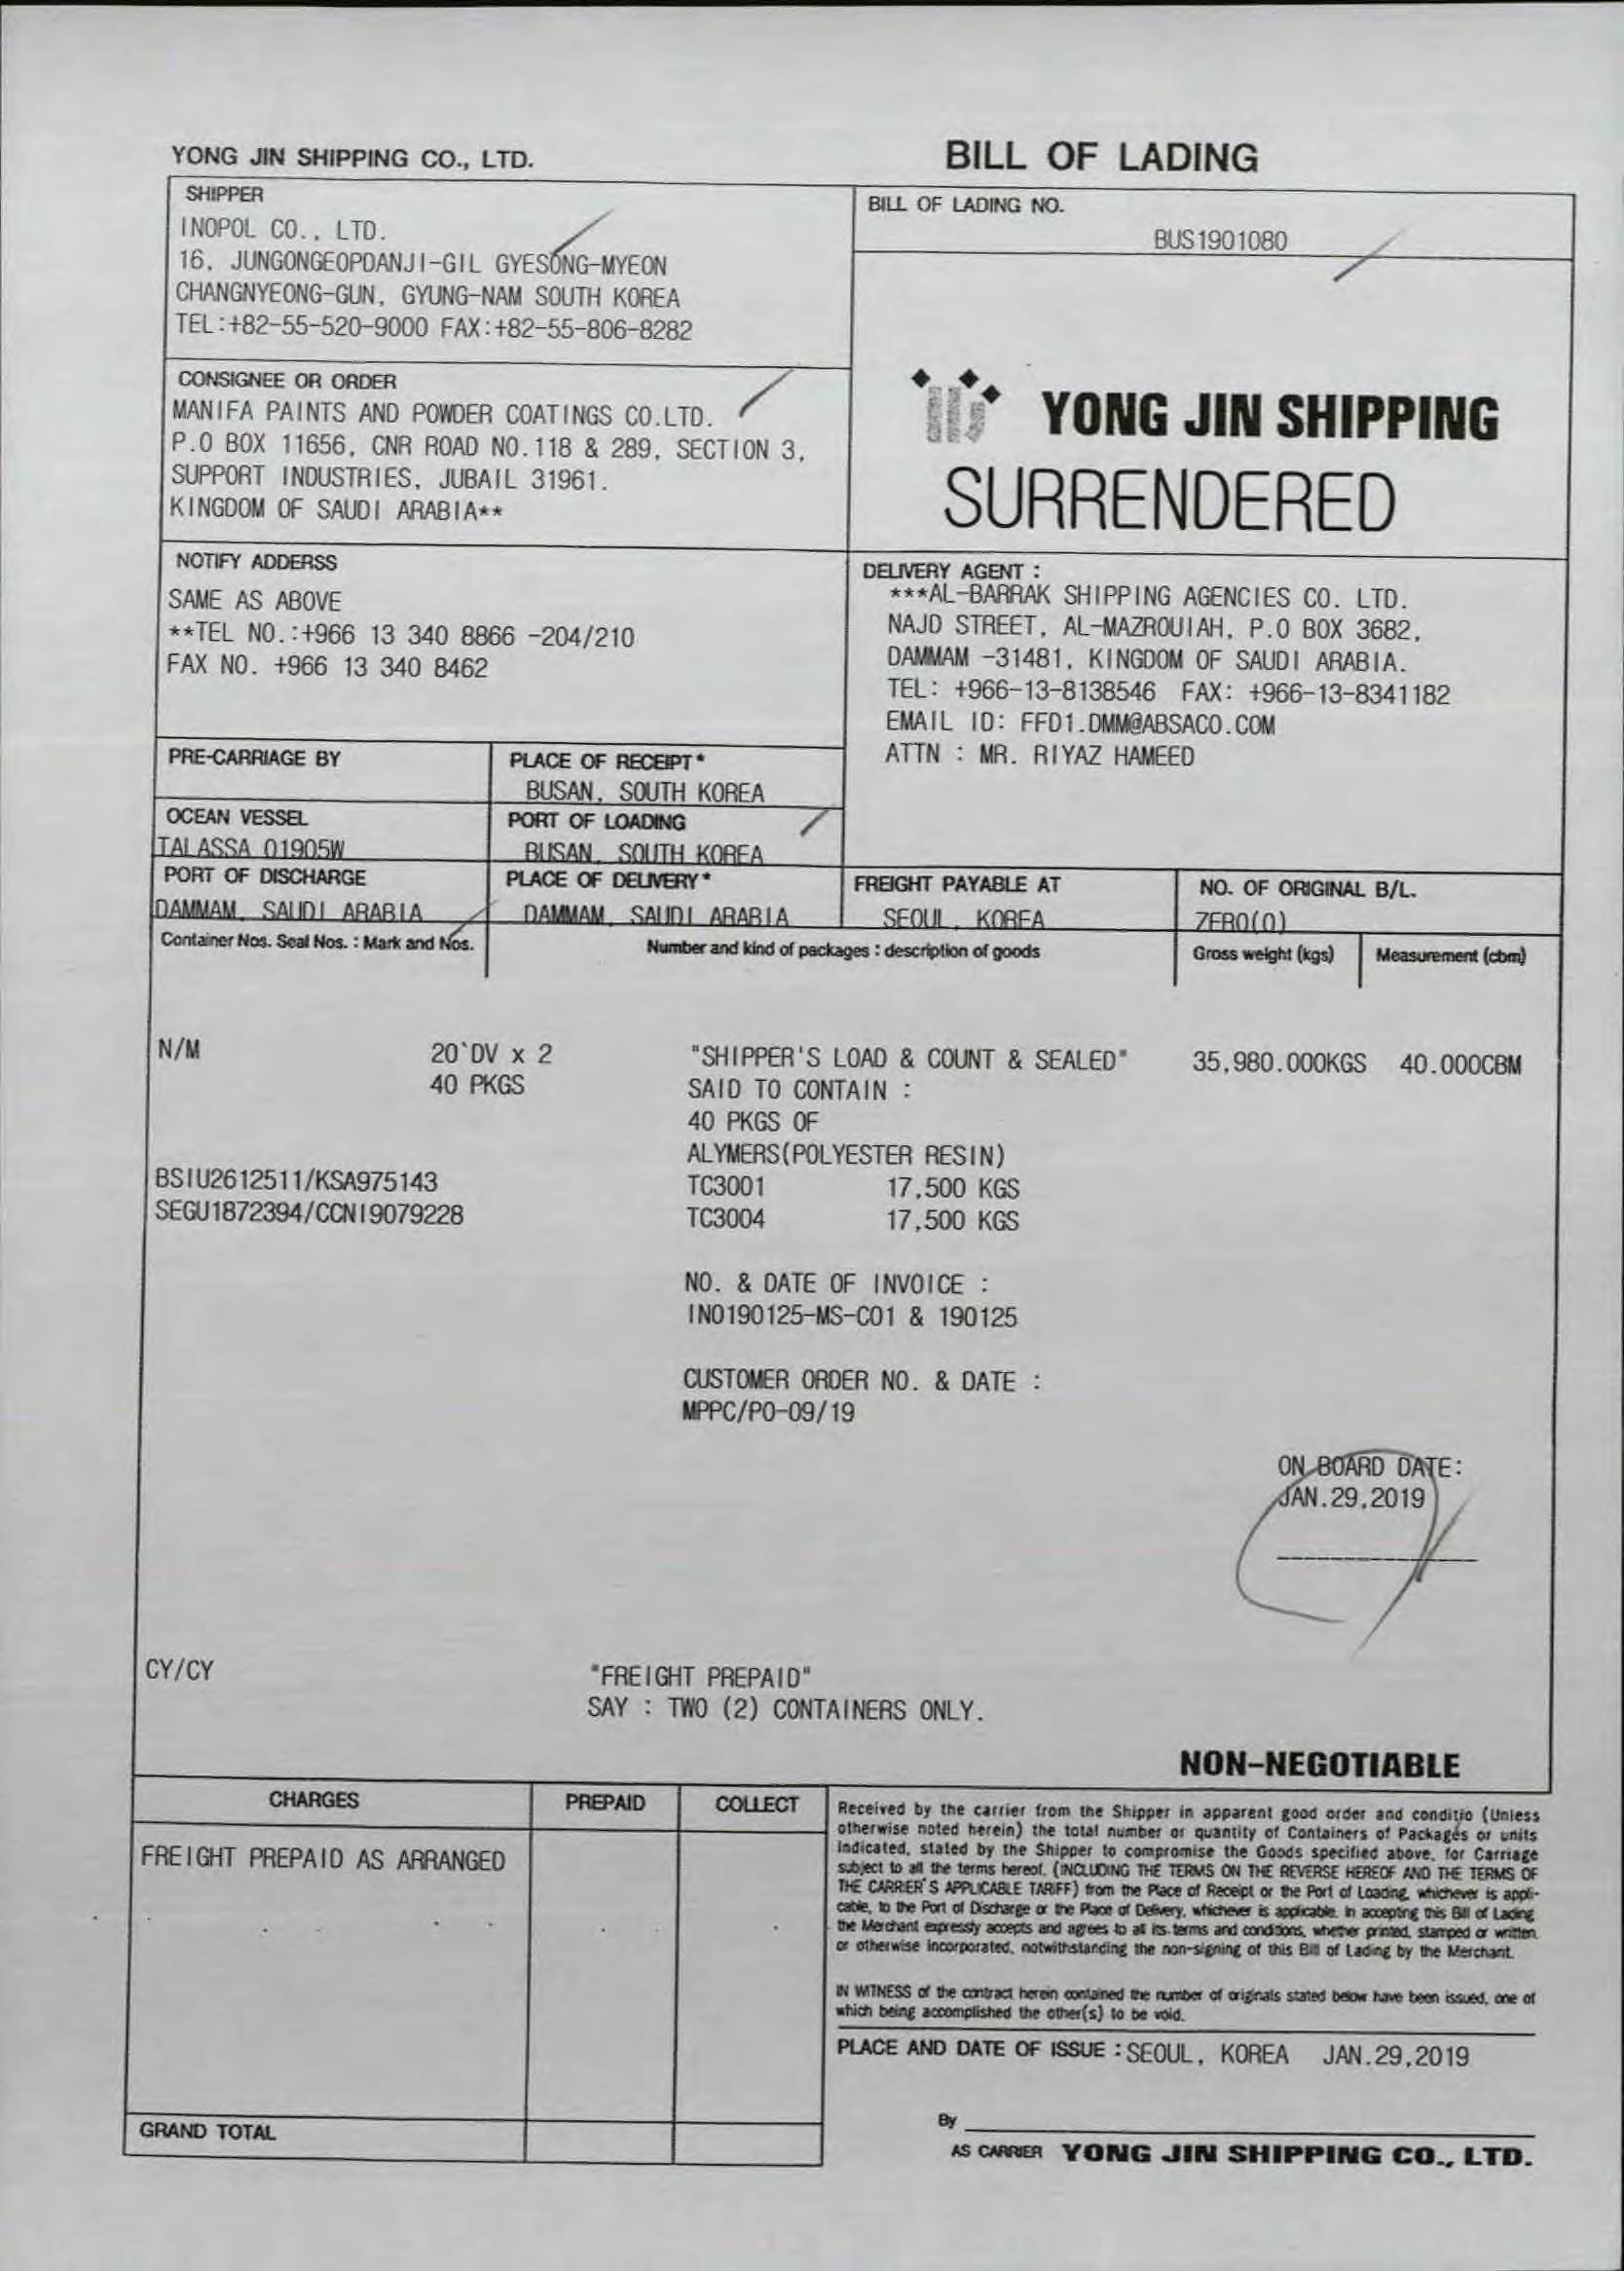 YONG JIN SHIPPING CO., LTD.
BILL OF LADING
SHIPPER
INOPOL CO., LTD.
16, JUNGONGEOPDANJI-GIL GYESONG-MYEON
CHANGNYEONG-GUN, GYUNG-NAM SOUTH KOREA
TEL:+82-55-520-9000 FAX:+82-55-806-8282
BILL OF LADING NO.
BUS1901080
CONSIGNEE OR ORDER
MANIFA PAINTS AND POWDER COATINGS CO.LTD.
P.O BOX 11656, CNR ROAD NO.118 & 289, SECTION 3,
SUPPORT INDUSTRIES, JUBAIL 31961.
KINGDOM OF SAUDI ARABIA**
YONG JIN SHIPPING
SURRENDERED
NOTIFY ADDERSS
SAME AS ABOVE
**TEL NO.:+966 13 340 8866 -204/210
FAX NO. +966 13 340 8462
DELIVERY AGENT :
***AL-BARRAK SHIPPING AGENCIES CO. LTD.
NAJD STREET, AL-MAZROUIAH, P.O BOX 3682,
DAMMAM -31481, KINGDOM OF SAUDI ARABIA.
TEL: +966-13-8138546 FAX: +966-13-8341182
EMAIL ID: FFD1.DMM@ABSACO.COM
ATTN : MR. RIYAZ HAMEED
PRE-CARRIAGE BY
PLACE OF RECEIPT*
BUSAN, SOUTH KOREA
OCEAN VESSEL
TALASSA 01905W
PORT OF LOADING
BUSAN, SOUTH KOREA
PORT OF DISCHARGE
DAMMAM, SAUDI ARABIA
PLACE OF DELIVERY*
DAMMAM, SAUDI ARABIA
FREIGHT PAYABLE AT
SEOUL, KOREA
NO. OF ORIGINAL B/L.
ZERO(0)
Container Nos. Seal Nos. : Mark and Nos.
Number and kind of packages : description of goods
Gross weight (kgs)
Measurement (cbm)
N/M
20`DV x 2
40 PKGS
"SHIPPER'S LOAD & COUNT & SEALED"
35,980.000KGS
40.000CBM
SAID TO CONTAIN :
40 PKGS OF
ALYMERS(POLYESTER RESIN)
BSIU2612511/KSA975143
TC3001 17,500 KGS
SEGU1872394/CCNI9079228
TC3004 17,500 KGS
NO. & DATE OF INVOICE :
INO190125-MS-C01 & 190125
CUSTOMER ORDER NO. & DATE :
MPPC/PO-09/19
ON BOARD DATE:
JAN.29,2019
CY/CY
"FREIGHT PREPAID"
SAY : TWO (2) CONTAINERS ONLY.
NON-NEGOTIABLE
CHARGES
PREPAID
COLLECT
FREIGHT PREPAID AS ARRANGED
GRAND TOTAL
Received by the carrier from the Shipper in apparent good order and conditio (Unless
otherwise noted herein) the total number or quantity of Containers of Packages or units
indicated, stated by the Shipper to compromise the Goods specified above, for Carriage
subject to all the terms hereof, (INCLUDING THE TERMS ON THE REVERSE HEREOF AND THE TERMS OF
THE CARRIER'S APPLICABLE TARIFF) from the Place of Receipt or the Port of Loading, whichever is appli-
cable, to the Port of Discharge or the Place of Delivery, whichever is applicable. In accepting this Bill of Lading
the Merchant expressly accepts and agrees to all its terms and conditions, whether printed, stamped or written,
or otherwise incorporated, notwithstanding the non-signing of this Bill of Lading by the Merchant.
IN WITNESS of the contract herein contained the number of originals stated below have been issued, one of
which being accomplished the other(s) to be void.
PLACE AND DATE OF ISSUE : SEOUL, KOREA JAN.29,2019
By
AS CARRIER YONG JIN SHIPPING CO., LTD.